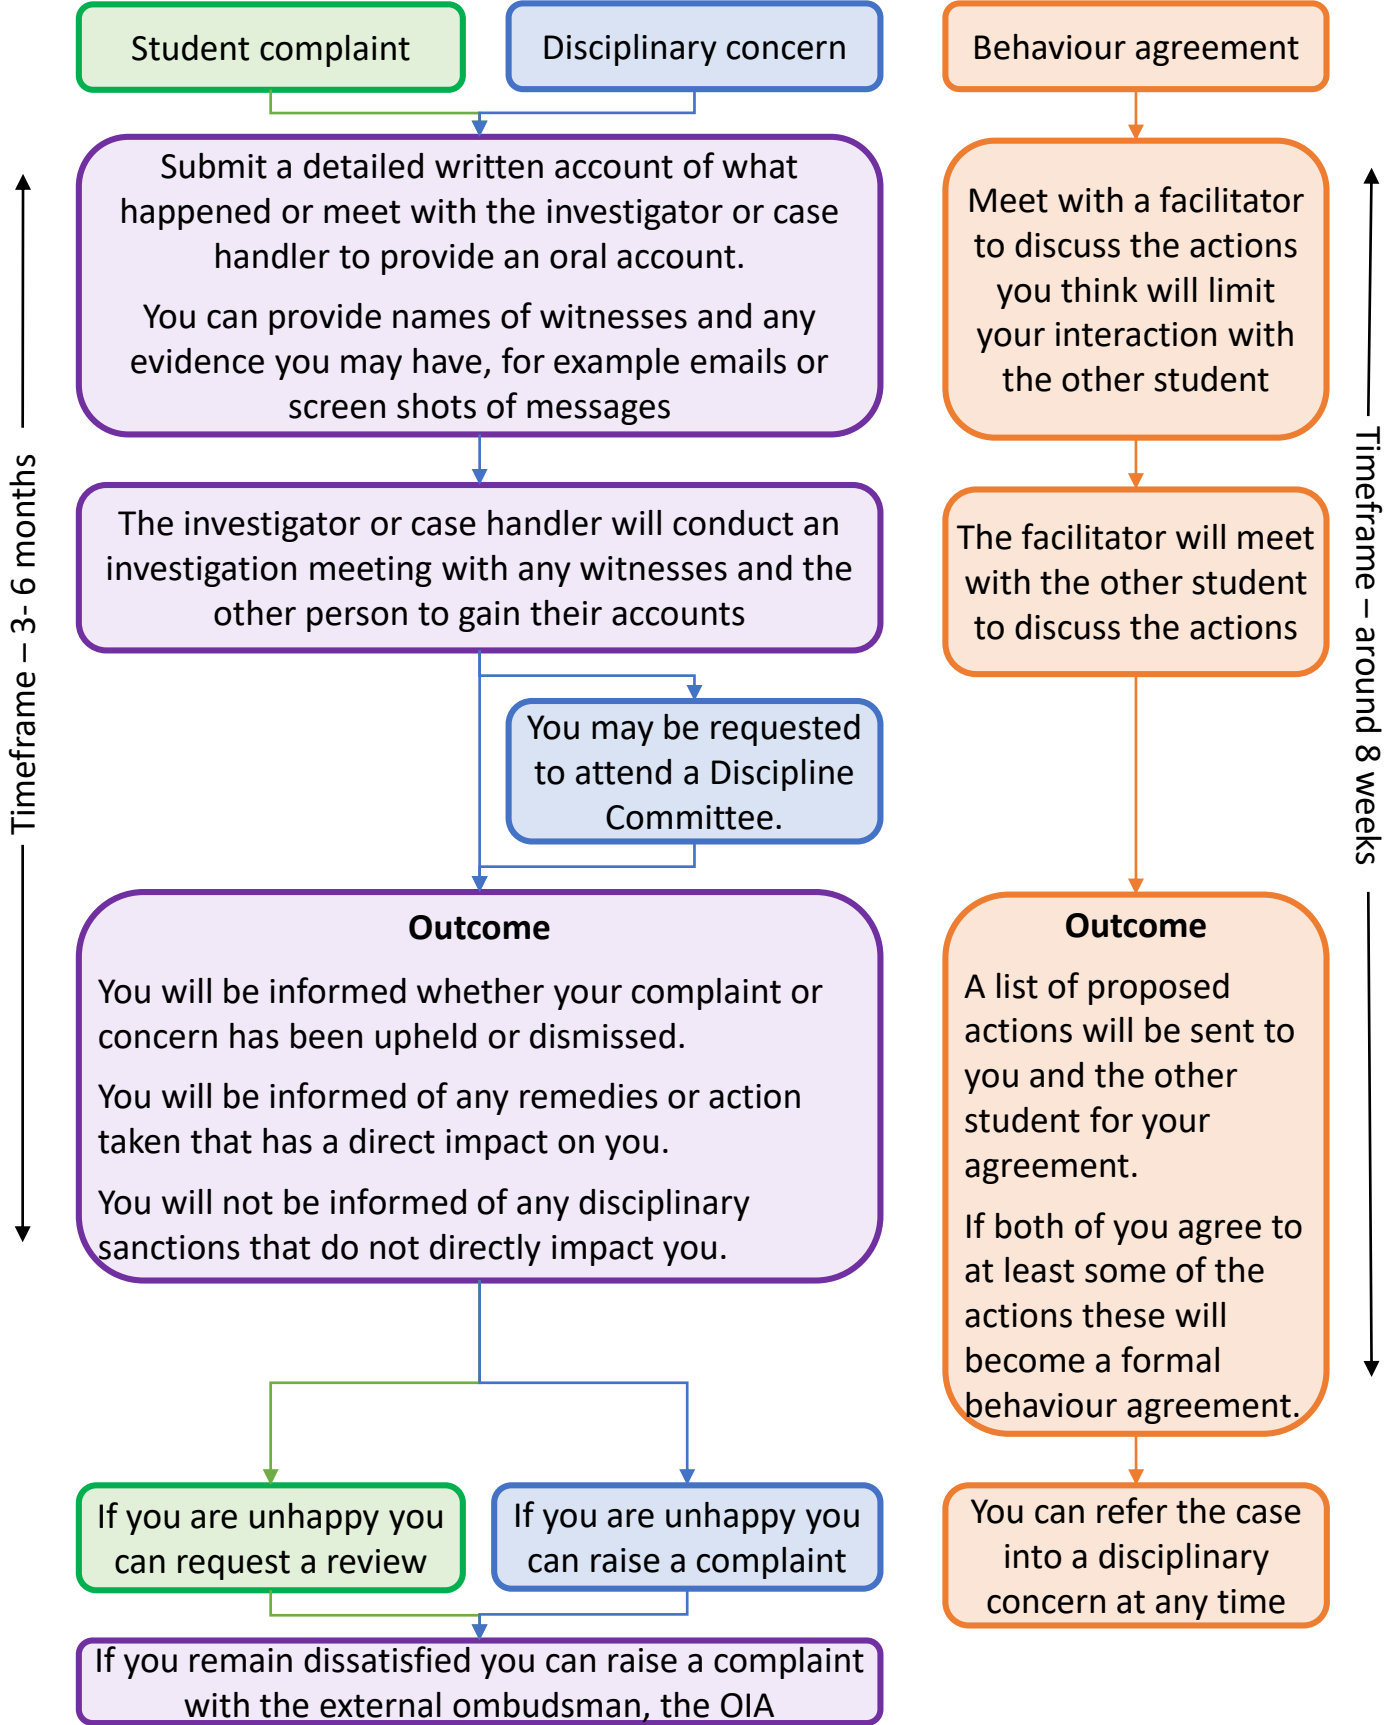 Student complaint
Disciplinary concern
Behaviour agreement
Submit a detailed written account of what
happened or meet with the investigator or case
handler to provide an oral account.
You can provide names of witnesses and any
evidence you may have, for example emails or
screen shots of messages
Meet with a facilitator
to discuss the actions
you think will limit
your interaction with
the other student
Timeframe – 3- 6 months
Timeframe – around 8 weeks
The investigator or case handler will conduct an
investigation meeting with any witnesses and the
other person to gain their accounts
The facilitator will meet
with the other student
to discuss the actions
You may be requested
to attend a Discipline
Committee.
Outcome
You will be informed whether your complaint or
concern has been upheld or dismissed.
You will be informed of any remedies or action
taken that has a direct impact on you.
You will not be informed of any disciplinary
sanctions that do not directly impact you.
Outcome
A list of proposed
actions will be sent to
you and the other
student for your
agreement.
If both of you agree to
at least some of the
actions these will
become a formal
behaviour agreement.
If you are unhappy you
can request a review
If you are unhappy you
can raise a complaint
You can refer the case
into a disciplinary
concern at any time
If you remain dissatisfied you can raise a complaint
with the external ombudsman, the OIA